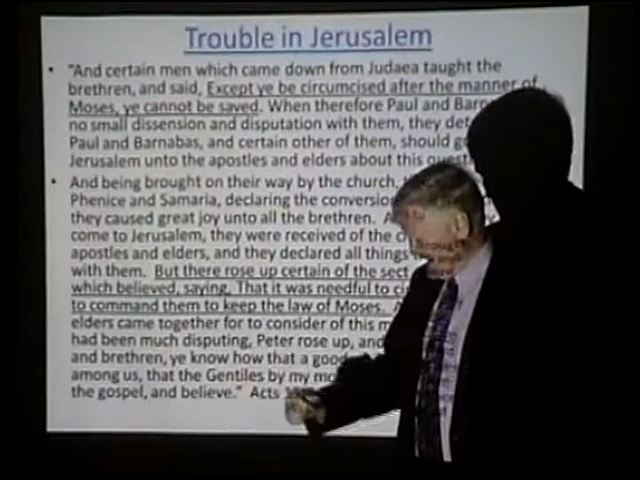 Trouble in Jerusalem
• "And certain men which came down from Judaea taught the
brethren, and said, Except ye be circumcised after the manner of
Moses, ye cannot be saved. When therefore Paul and
no small dissension and disputation with them, they
Paul and Barnabas, and certain other of them, should
Jerusalem unto the apostles and elders about this
• And being brought on their way by the church,
Phenice and Samaria, declaring the
they caused great joy unto all the brethren.
come to Jerusalem, they were received of the
apostles and elders, and they declared all things
with them. But there rose up certain of the sect
which believed, saying, That it was needful to
to command them to keep the law of Moses.
elders came together for to consider of this
had been much disputing, Peter rose up, and
and brethren, ye know how that a good
among us, that the Gentiles by my
the gospel, and believe." Acts